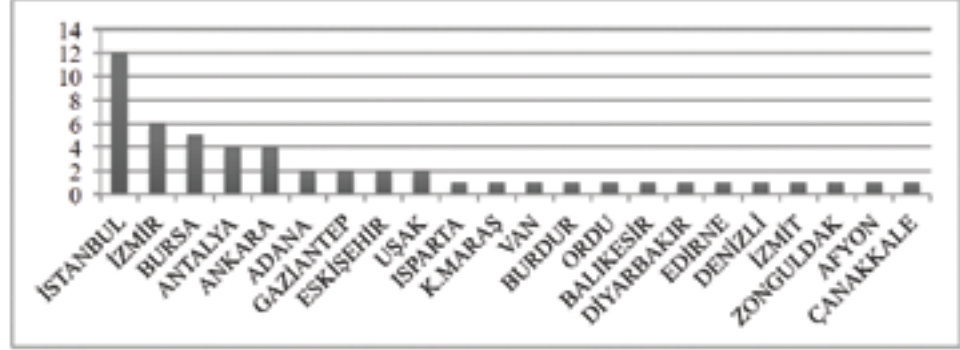 14
12
10
8
6
4
2
0
İSTANBUL
İZMİR
BURSA
ANTALYA
ANKARA
ADANA
GAZİANTEP
ESKİŞEHİR
UŞAK
ISPARTA
K.MARAŞ
VAN
BURDUR
ORDU
BALIKESİR
DİYARBAKIR
EDİRNE
DENİZLİ
İZMİT
ZONGULDAK
AFYON
ÇANAKKALE